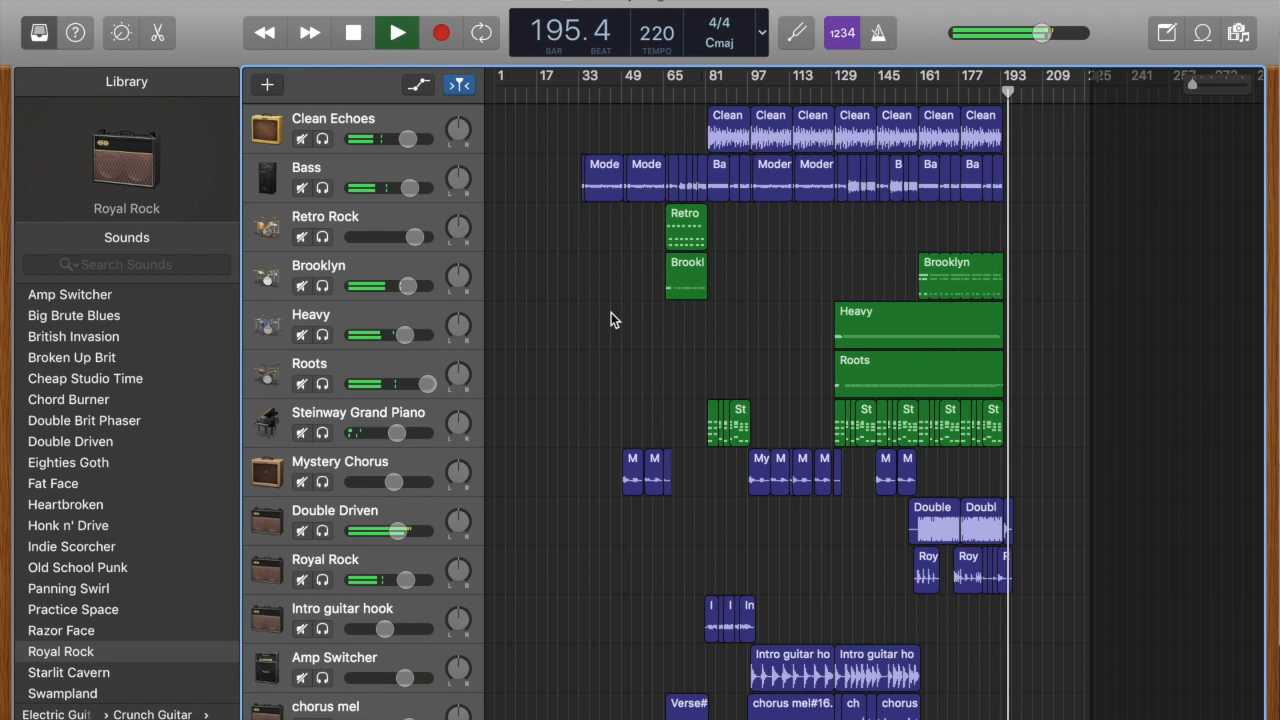 195.4
220
4/4
Cmaj
BAR
BEAT
TEMPO
1234
Library
Royal Rock
Sounds
Search Sounds
Amp Switcher
Big Brute Blues
British Invasion
Broken Up Brit
Cheap Studio Time
Chord Burner
Double Brit Phaser
Double Driven
Eighties Goth
Fat Face
Heartbroken
Honk n' Drive
Indie Scorcher
Old School Punk
Panning Swirl
Practice Space
Razor Face
Royal Rock
Starlit Cavern
Swampland
Electric Guit > Crunch Guitar >
1 17 33 49 65 81 97 113 129 145 161 177 193 209 241
Clean Echoes
L R
Clean Clean Clean Clean Clean Clean Clean
Bass
L R
Mode Mode Ba Moder Moder B Ba Ba
Retro Rock
L R
Retro
Brooklyn
L R
Brookl Brooklyn
Heavy
L R
Heavy
Roots
L R
Roots
Steinway Grand Piano
L R
St St St St St
Mystery Chorus
L R
M M My M M M M M
Double Driven
L R
Double Doubl
Royal Rock
L R
Roy Roy
Intro guitar hook
L R
I I In
Amp Switcher
L R
Intro guitar ho Intro guitar ho
chorus mel
Verse# chorus mel#16. ch chorus